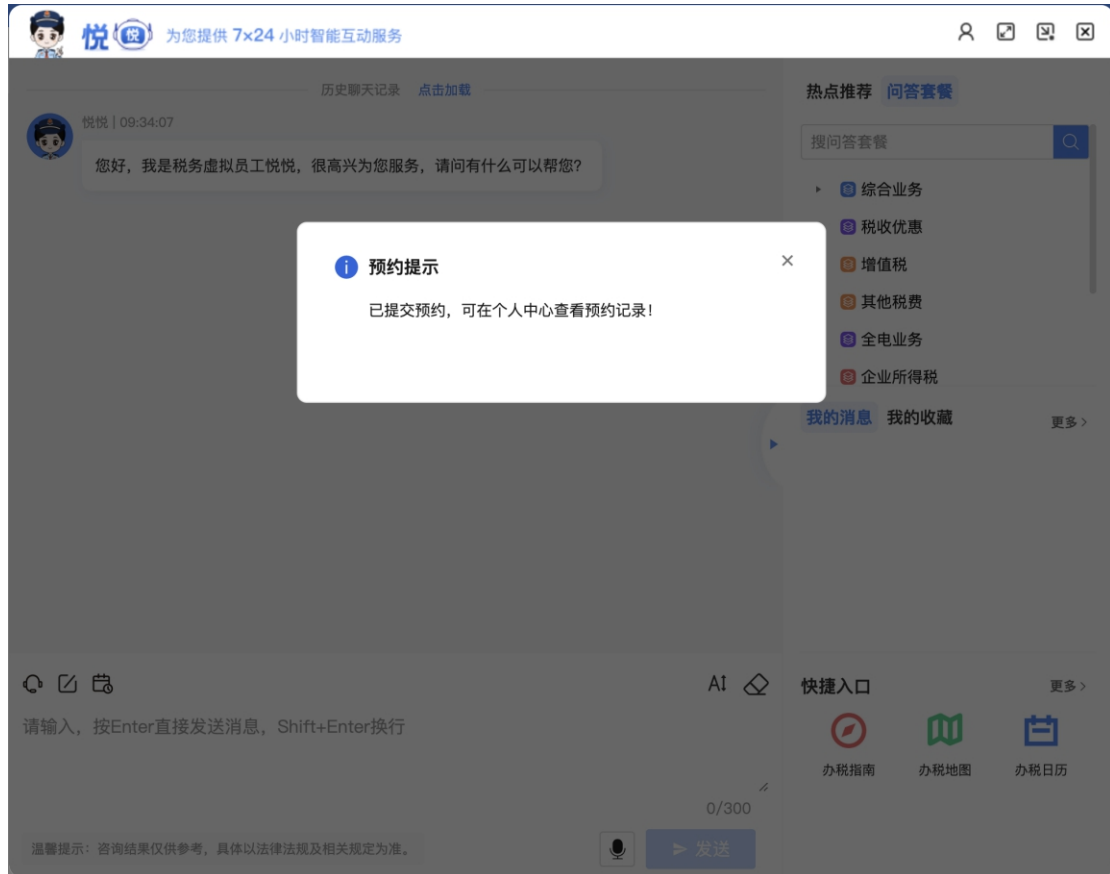 悦悦 为您提供 7×24 小时智能互动服务
历史聊天记录 点击加载
悦悦 | 09:34:07
您好，我是税务虚拟员工悦悦，很高兴为您服务，请问有什么可以帮您？
预约提示
已提交预约，可在个人中心查看预约记录！
热点推荐 问答套餐
搜问答套餐
综合业务
税收优惠
增值税
其他税费
全电业务
企业所得税
我的消息 我的收藏 更多 >
请输入，按Enter直接发送消息，Shift+Enter换行
0/300
温馨提示：咨询结果仅供参考，具体以法律法规及相关规定为准。
发送
快捷入口 更多 >
办税指南 办税地图 办税日历